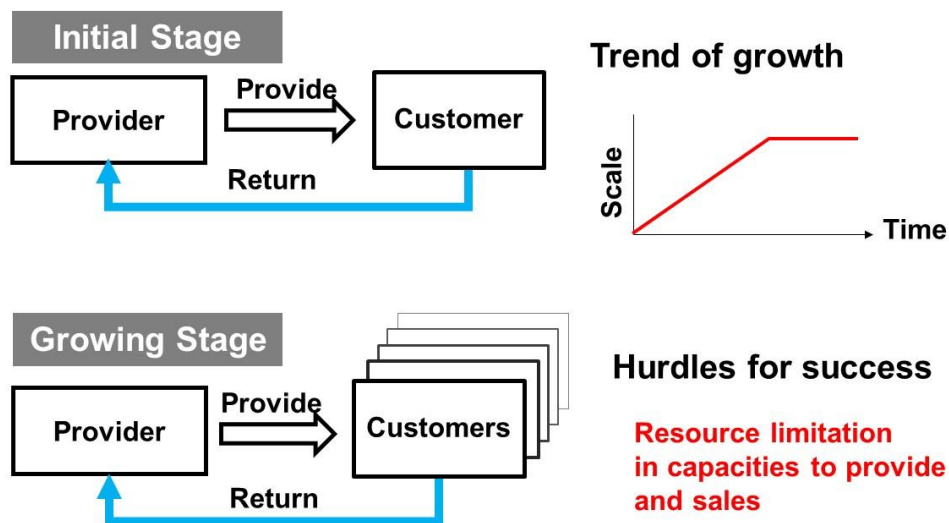 Initial Stage
Provider
Provide
Customer
Return
Trend of growth
Scale
Time
Growing Stage
Provider
Provide
Customers
Return
Hurdles for success
Resource limitation
in capacities to provide
and sales